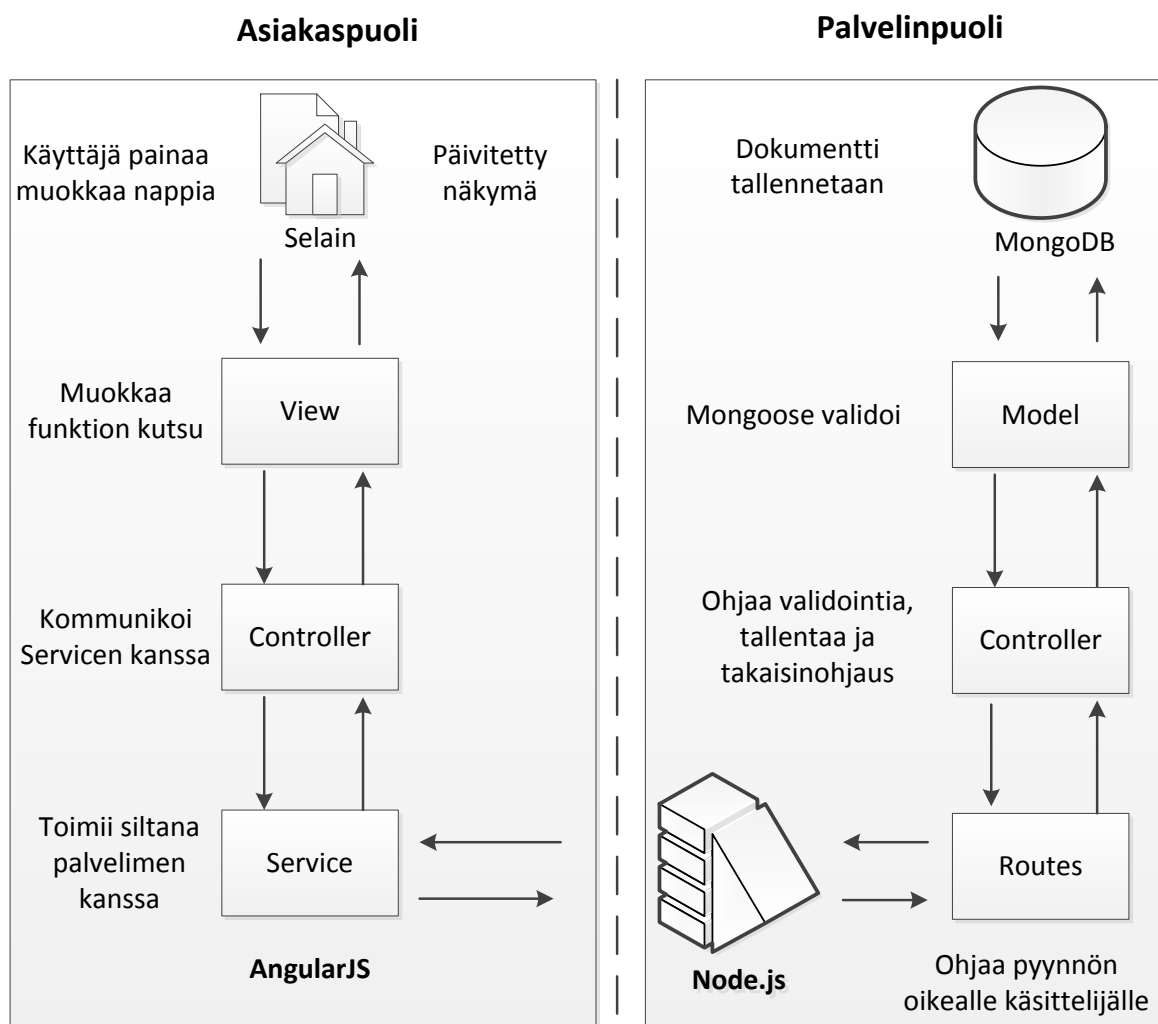 Asiakaspuoli
Käyttäjä painaa
muokkaa nappia
Päivitetty
näkymä
Selain
Muokkaa
funktion kutsu
View
Kommunikoi
Servicen kanssa
Controller
Toimii siltana
palvelimen
kanssa
Service
AngularJS
Palvelinpuoli
Dokumentti
tallennetaan
MongoDB
Mongoose validoi
Model
Ohjaa validointia,
tallentaa ja
takaisinohjaus
Controller
Routes
Node.js
Ohjaa pyynnön
oikealle käsittelijälle